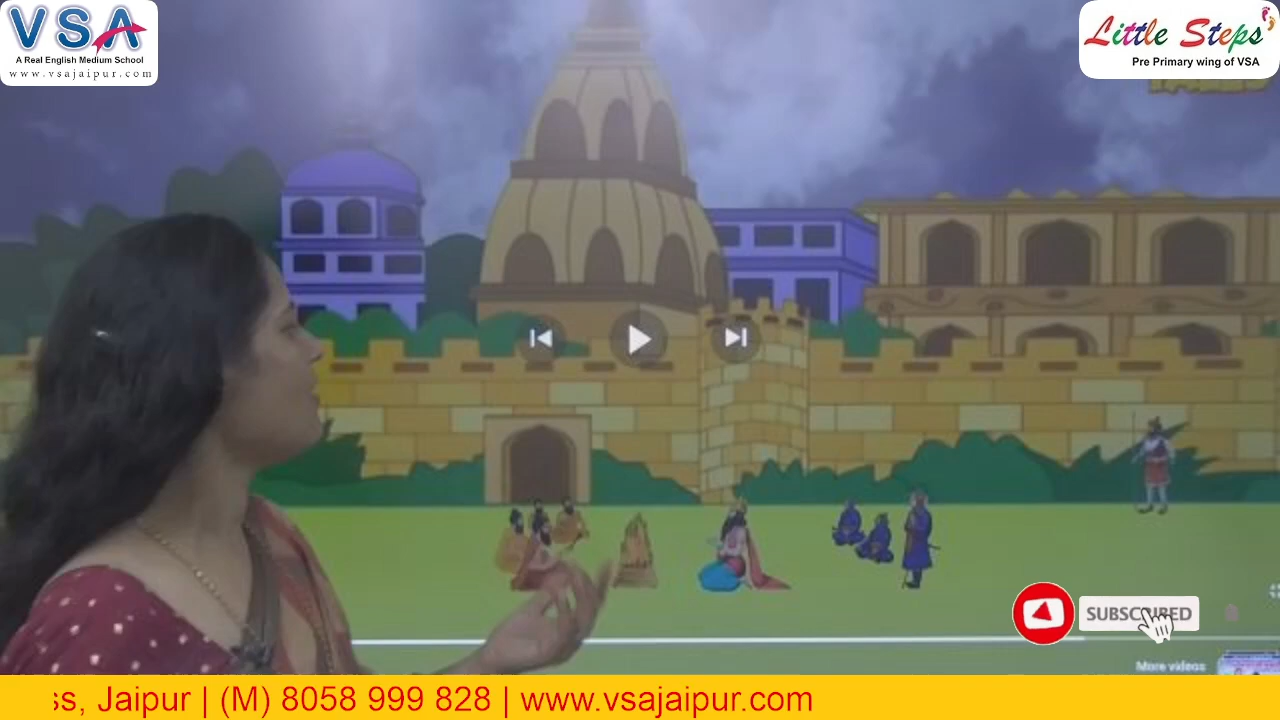 VSA
A Real English Medium School
www.vsajaipur.com
Little Steps
Pre Primary wing of VSA
SUBSCRIBED
More videos
ss, Jaipur | (M) 8058 999 828 | www.vsajaipur.com